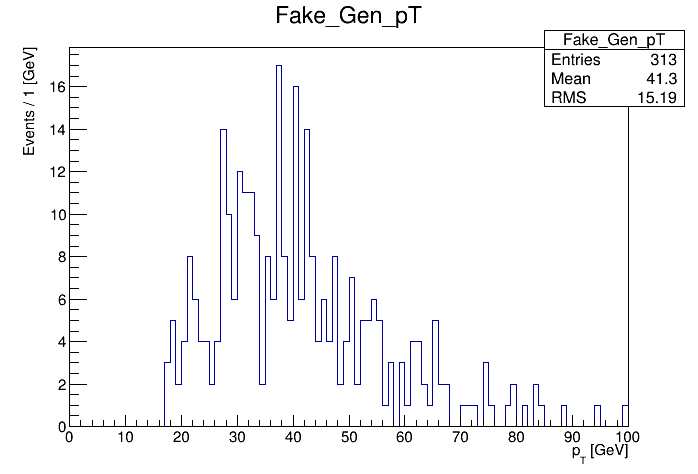 Fake_Gen_pT
Fake_Gen_pT
Entries 313
Mean 41.3
RMS 15.19
Events / 1 [GeV]
16
14
12
10
8
6
4
2
0
0 10 20 30 40 50 60 70 80 90 100
p_T [GeV]